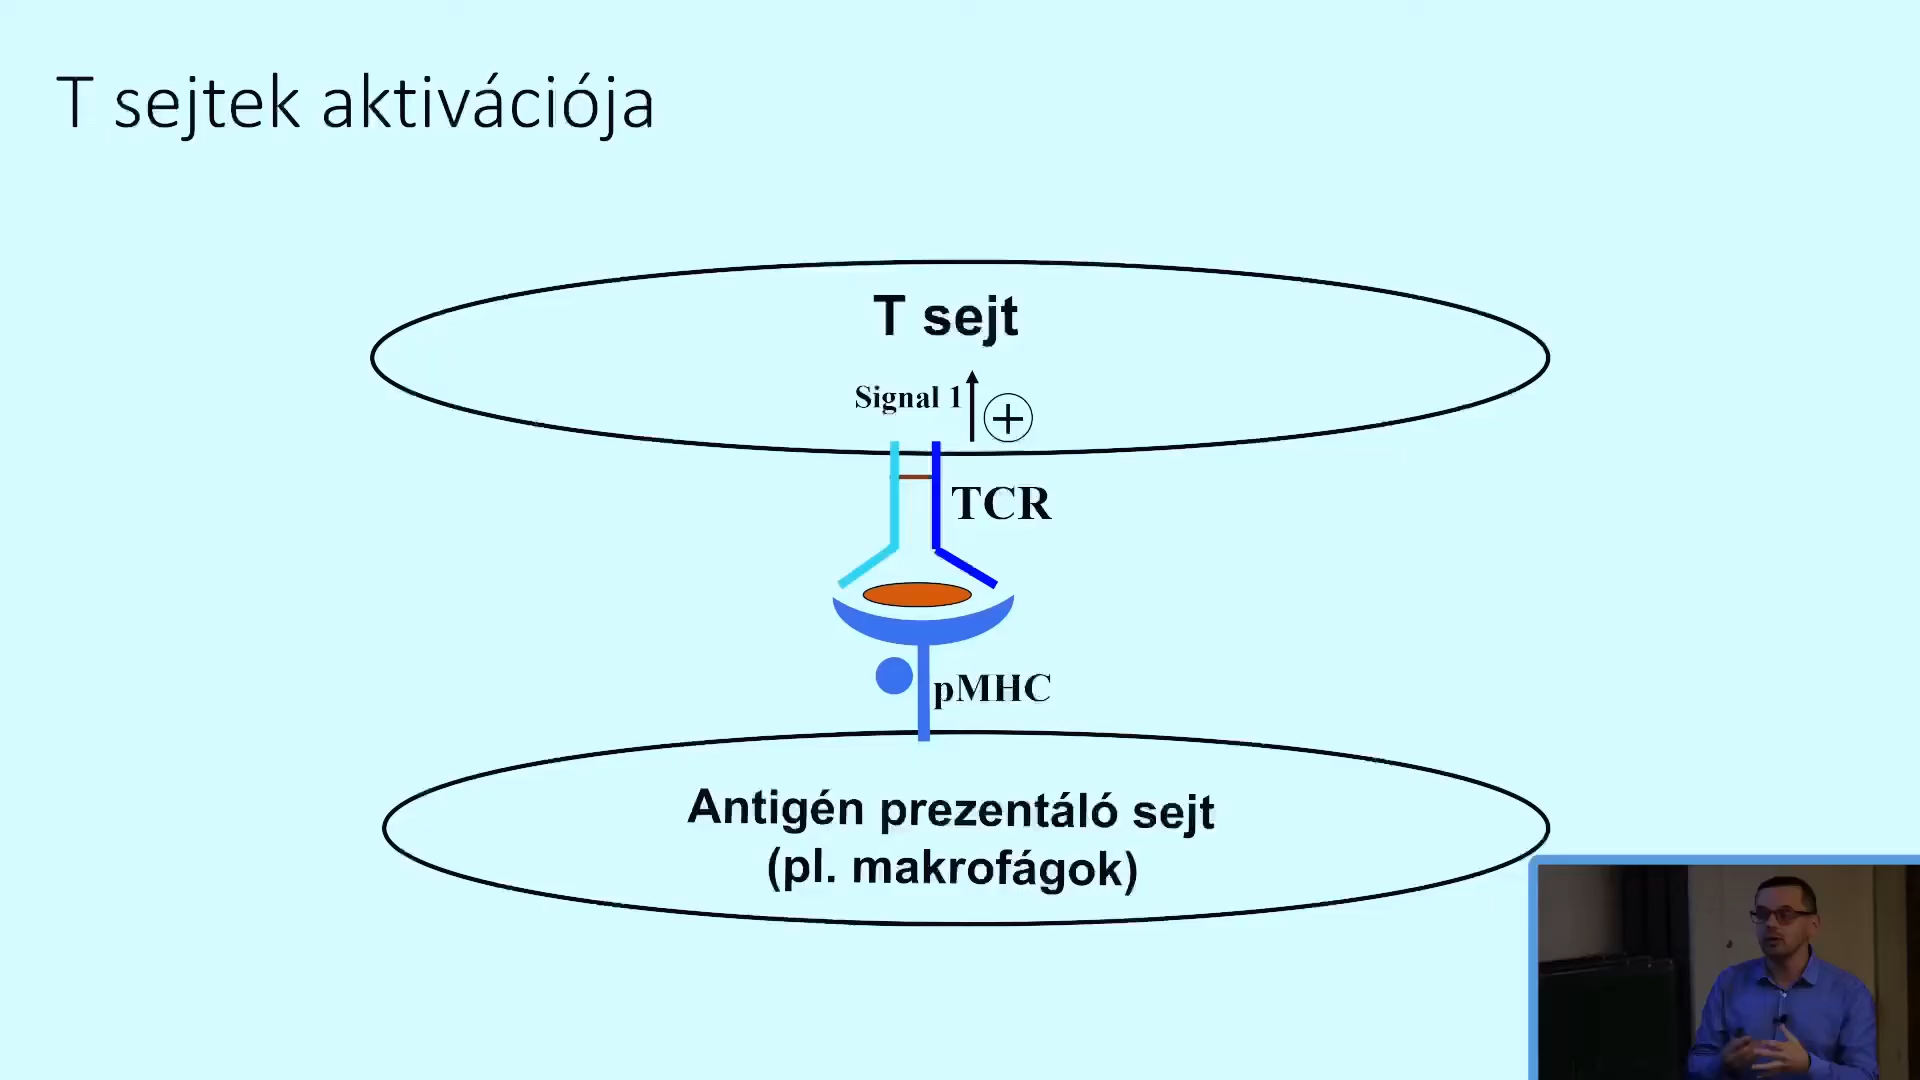 T sejtek aktivációja
T sejt
Signal 1
TCR
pMHC
Antigén prezentáló sejt
(pl. makrofágok)